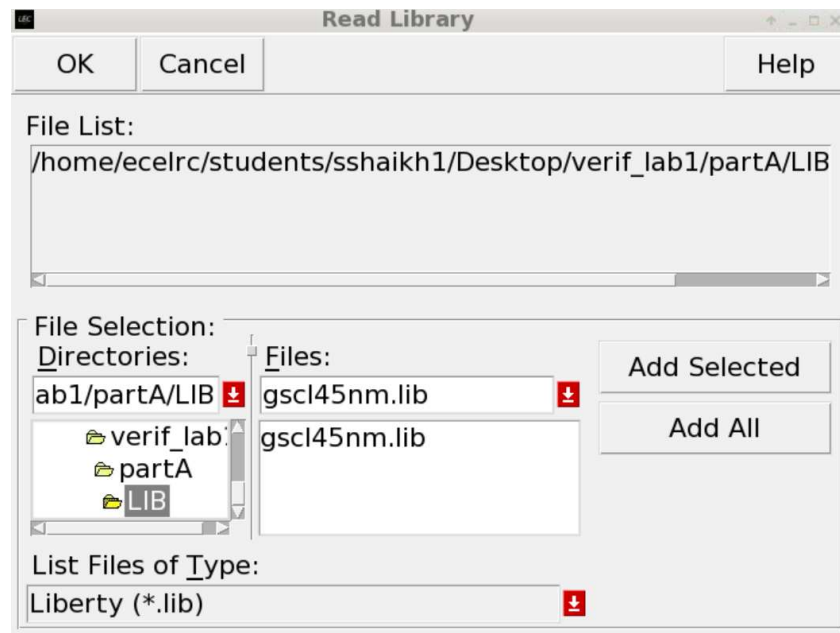 LEC
Read Library
OK Cancel Help
File List:
/home/ecelrc/students/sshaikh1/Desktop/verif_lab1/partA/LIB
File Selection:
Directories:
ab1/partA/LIB
verif_lab
partA
LIB
Files:
gscl45nm.lib
gscl45nm.lib
Add Selected
Add All
List Files of Type:
Liberty (*.lib)